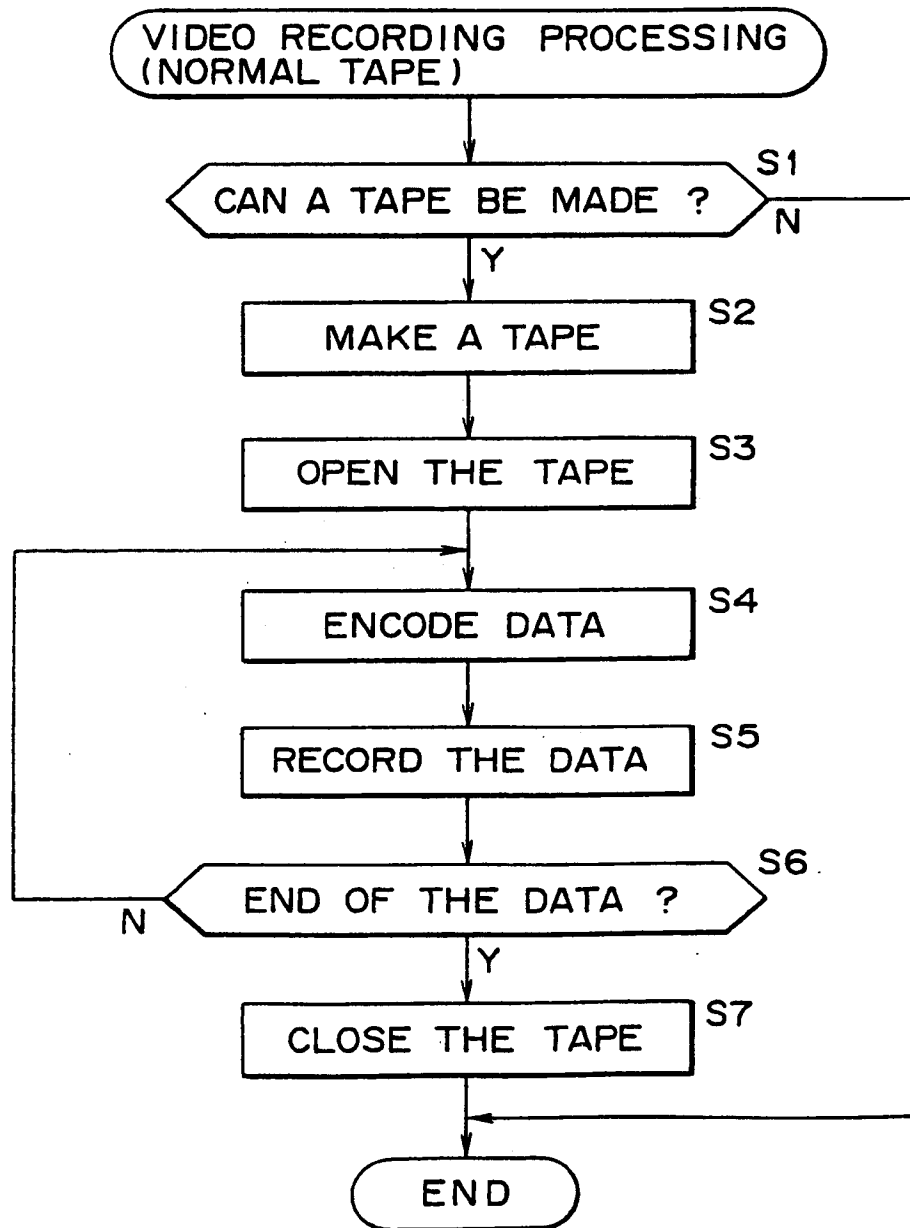 VIDEO RECORDING PROCESSING
(NORMAL TAPE)
S1
CAN A TAPE BE MADE ?
N
Y
S2
MAKE A TAPE
S3
OPEN THE TAPE
S4
ENCODE DATA
S5
RECORD THE DATA
S6
END OF THE DATA ?
N
Y
S7
CLOSE THE TAPE
END